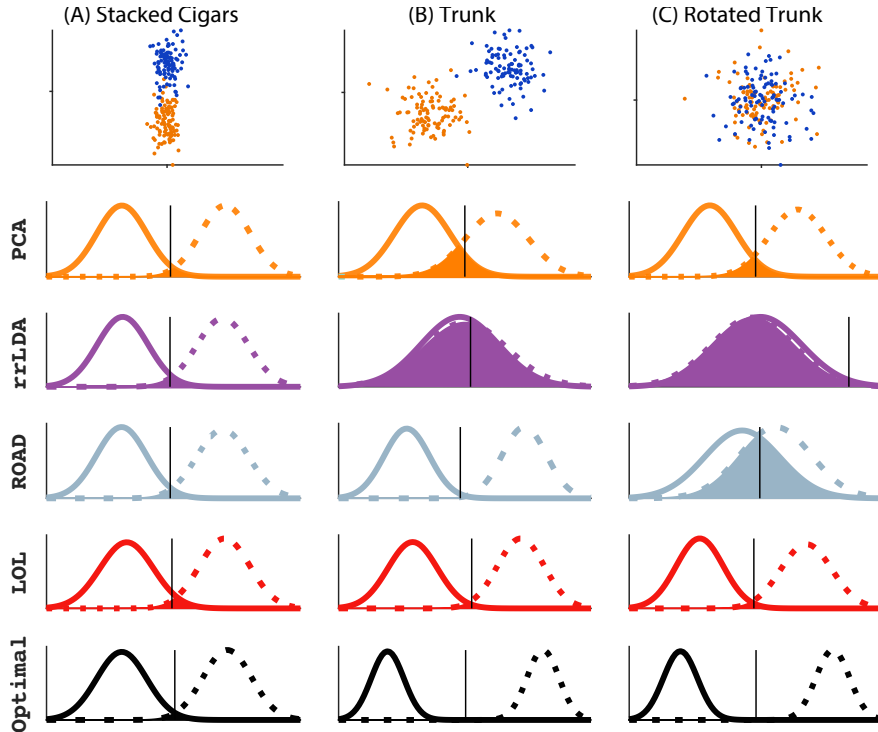 (A) Stacked Cigars
(B) Trunk
(C) Rotated Trunk
PCA
rrLDA
ROAD
LOL
Optimal